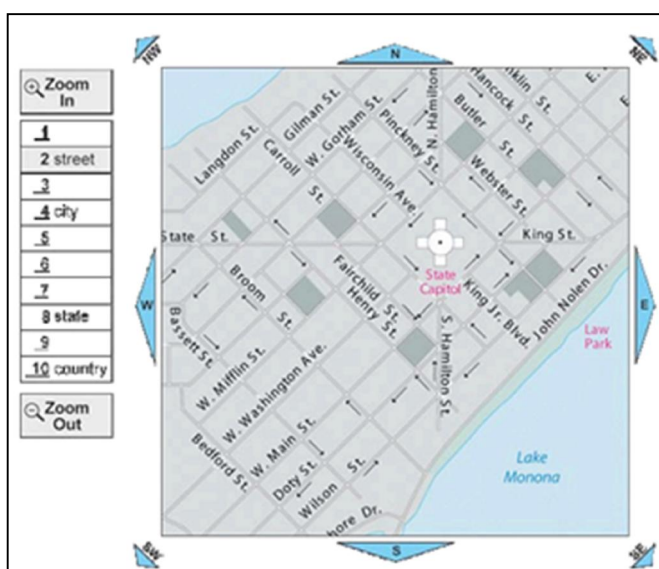 NW
N
NE
Zoom
In
1
2 street
3
4 city
5
6
7
8 state
9
10 country
Zoom
Out
W
E
SW
S
SE
Langdon St.
Gilman St.
W. Gorham St.
Carroll St.
Wisconsin Ave.
Pinckney St.
N. Hamilton
Butler St.
Hancock St.
nklin St.
E.
E.
Webster St.
State St.
King St.
State
Capitol
Fairchild St.
Henry St.
King Jr. Blvd.
John Nolen Dr.
Law
Park
Broom St.
Bassett St.
W. Mifflin St.
W. Washington Ave.
S. Hamilton St.
Bedford St.
W. Main St.
Doty St.
Wilson St.
hore Dr.
Lake
Monona